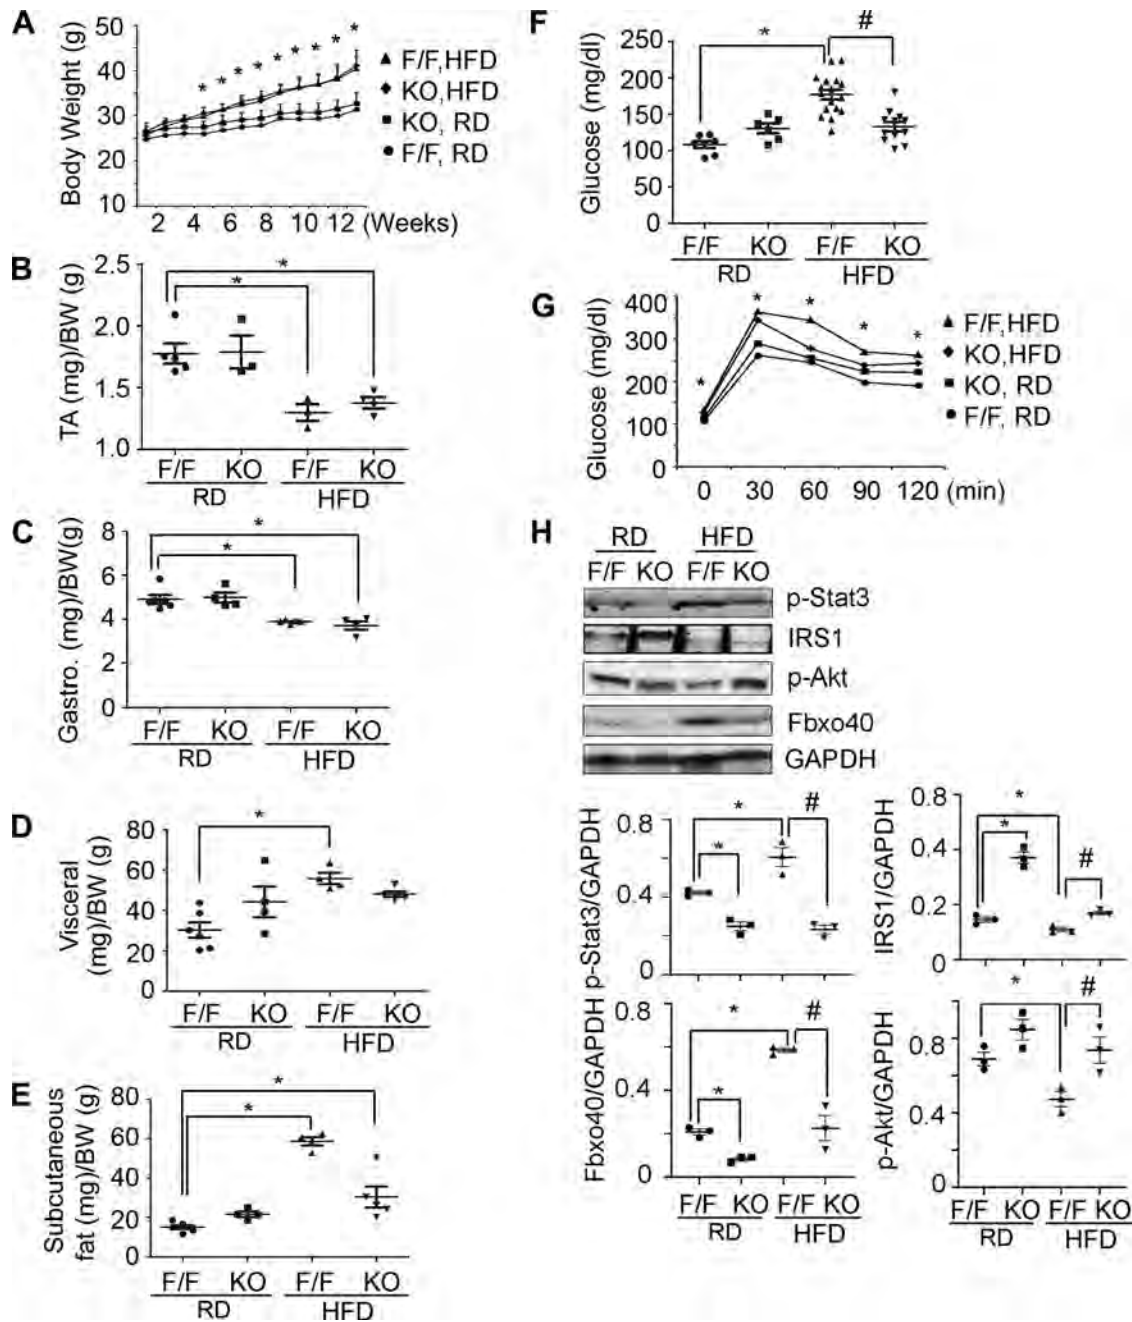 A
Body Weight (g)
50
40
30
20
10
2 4 6 8 10 12 (Weeks)
* * * * * * * * *
F/F, HFD
KO, HFD
KO, RD
F/F, RD
B
TA (mg)/BW (g)
2.5
2.0
1.5
1.0
*
*
F/F KO F/F KO
RD HFD
C
Gastro. (mg)/BW(g)
8
6
4
2
0
*
*
F/F KO F/F KO
RD HFD
D
Visceral
(mg)/BW (g)
80
60
40
20
0
*
F/F KO F/F KO
RD HFD
E
Subcutaneous
fat (mg)/BW (g)
80
60
40
20
0
*
*
F/F KO F/F KO
RD HFD
F
Glucose (mg/dl)
250
200
150
100
50
0
* #
F/F KO F/F KO
RD HFD
G
Glucose (mg/dl)
400
300
200
100
0
* * * * *
0 30 60 90 120 (min)
F/F, HFD
KO, HFD
KO, RD
F/F, RD
H
RD HFD
F/F KO F/F KO
p-Stat3
IRS1
p-Akt
Fbxo40
GAPDH
p-Stat3/GAPDH
0.8
0.4
0
* #
*
IRS1/GAPDH
0.6
0.4
0.2
0
*
*
#
Fbxo40/GAPDH
0.6
0.2
0
* #
*
F/F KO F/F KO
RD HFD
p-Akt/GAPDH
0.8
0.4
0
* #
F/F KO F/F KO
RD HFD